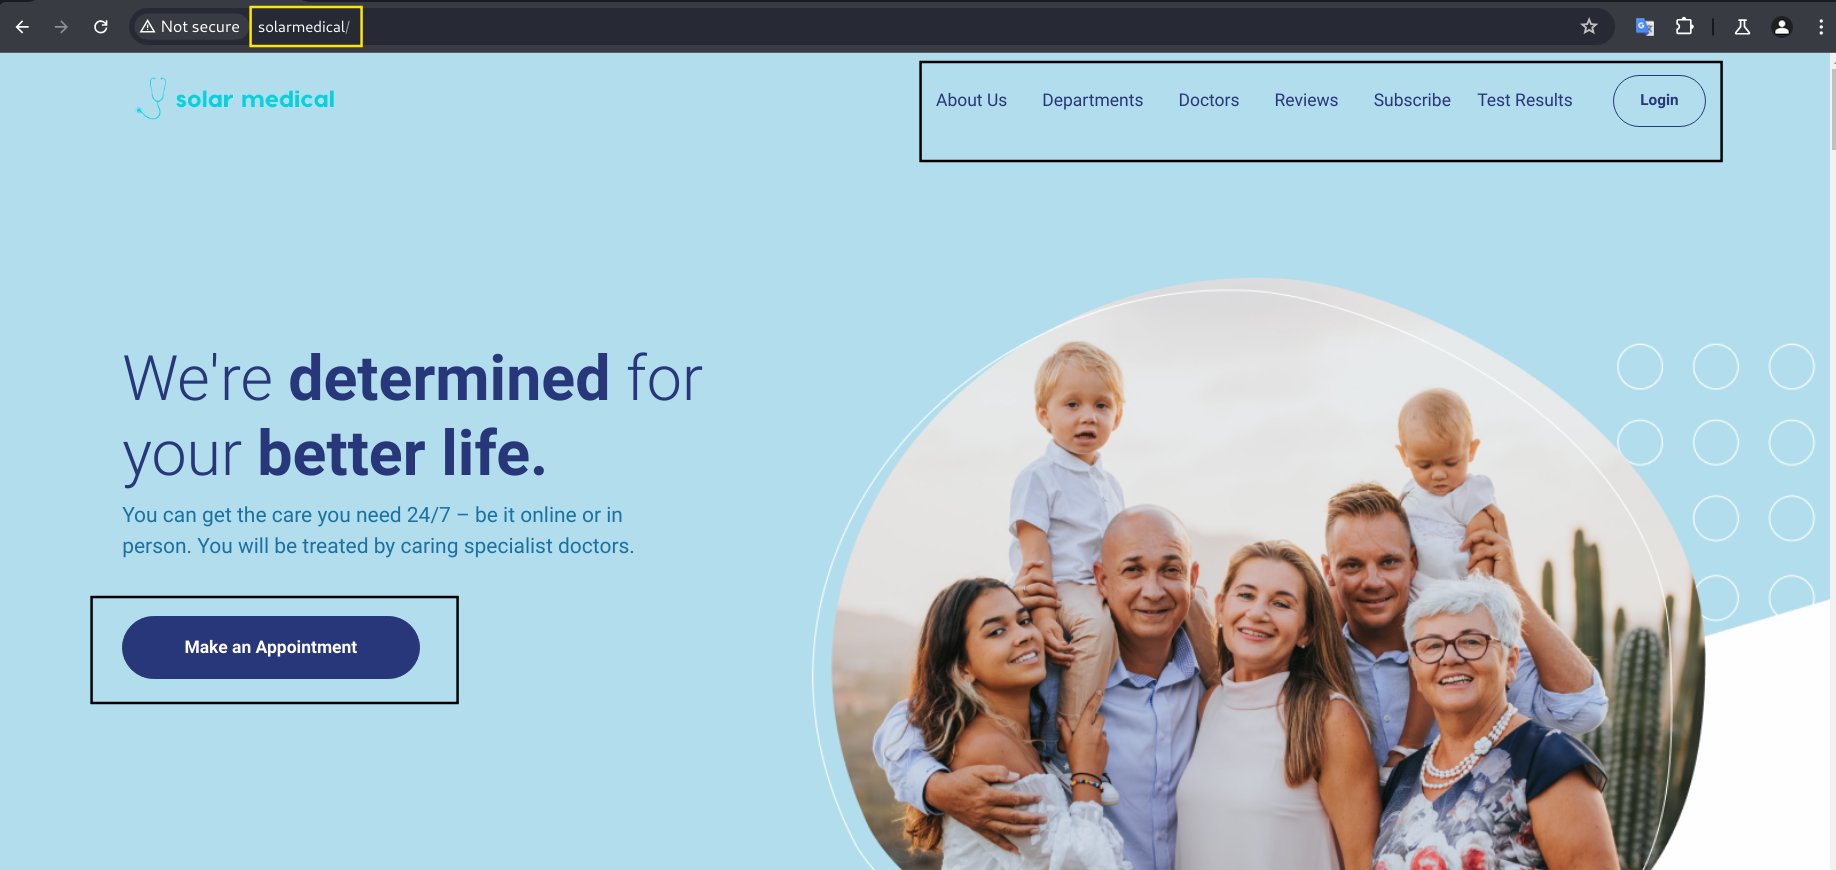 Not secure solarmedical/
solar medical
About Us Departments Doctors Reviews Subscribe Test Results Login
We're determined for
your better life.
You can get the care you need 24/7 – be it online or in
person. You will be treated by caring specialist doctors.
Make an Appointment